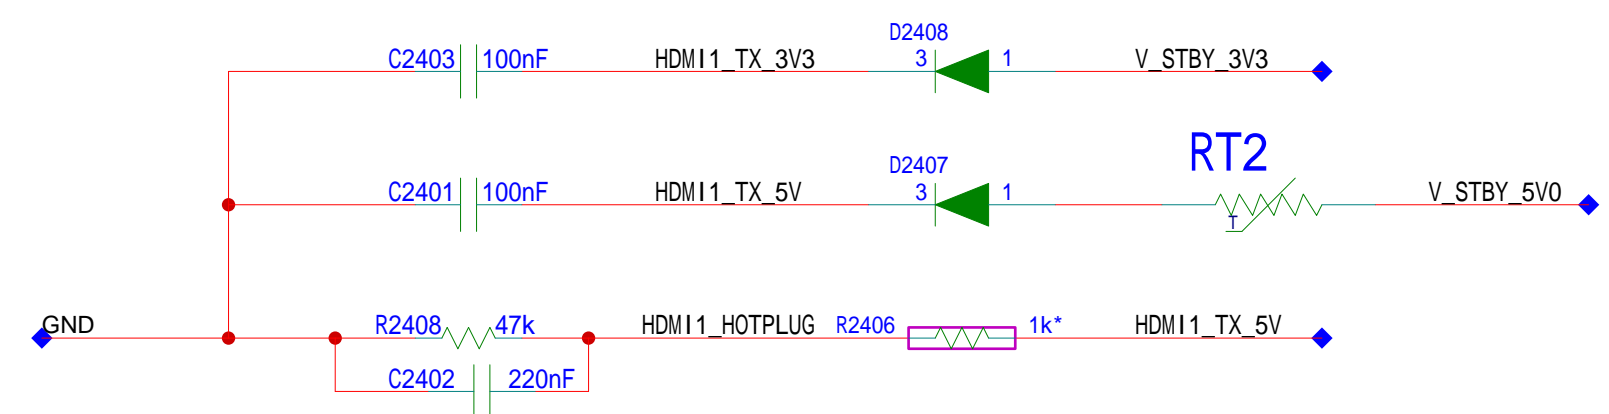 D2408
C2403 100nF HDMI1_TX_3V3 3 1 V_STBY_3V3
RT2
D2407
C2401 100nF HDMI1_TX_5V 3 1 V_STBY_5V0
T
GND R2408 47k HDMI1_HOTPLUG R2406 1k* HDMI1_TX_5V
C2402 220nF